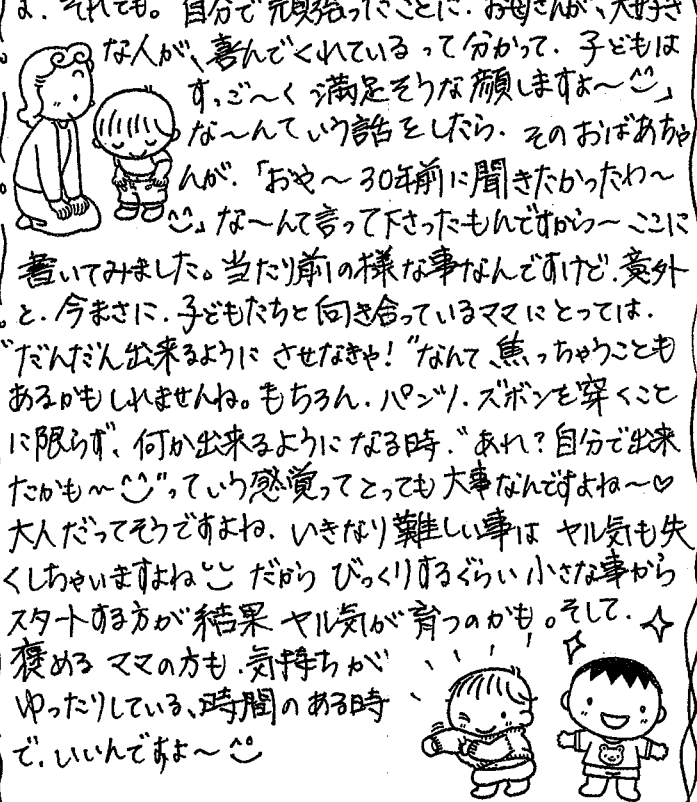 よ。それでも。自分で頑張ったことに、お母さんが、大好き
な人が、喜んでくれているって分かって、子どもは
すっご〜く満足そうな顔しますよ〜^^」
な〜んていう話をしたら、そのおばあちゃ
んが、「おや〜30年前に聞きたかったわ〜
^^」な〜んて言って下さったもんですから〜ここに
書いてみました。当たり前の様な事なんですけど、意外
と、今まさに、子どもたちと向き合っているママにとっては、
"だんだん出来るようにさせなきゃ!"なんて、焦っちゃうことも
あるかもしれませんね。もちろん、パンツ、ズボンを穿くこと
に限らず、何か出来るようになる時、"あれ?自分で出来
たかも〜^^"っていう感覚ってとっても大事なんですよね〜♡
大人だってそうですよね、いきなり難しい事はヤル気も失
くしちゃいますよね だから びっくりするぐらい小さな事から
スタートする方が結果ヤル気が育つのかも。そして、
褒めるママの方も、気持ちが
ゆったりしている、時間のある時
で、いいんですよ〜^^